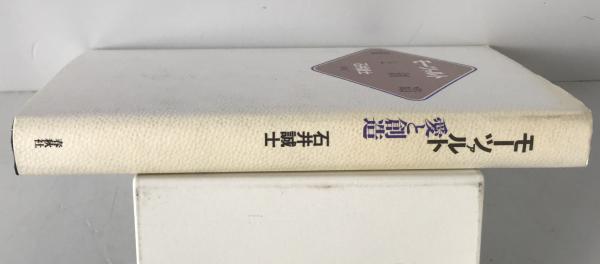 モーツァルト
愛と創造
石井誠士
春秋社